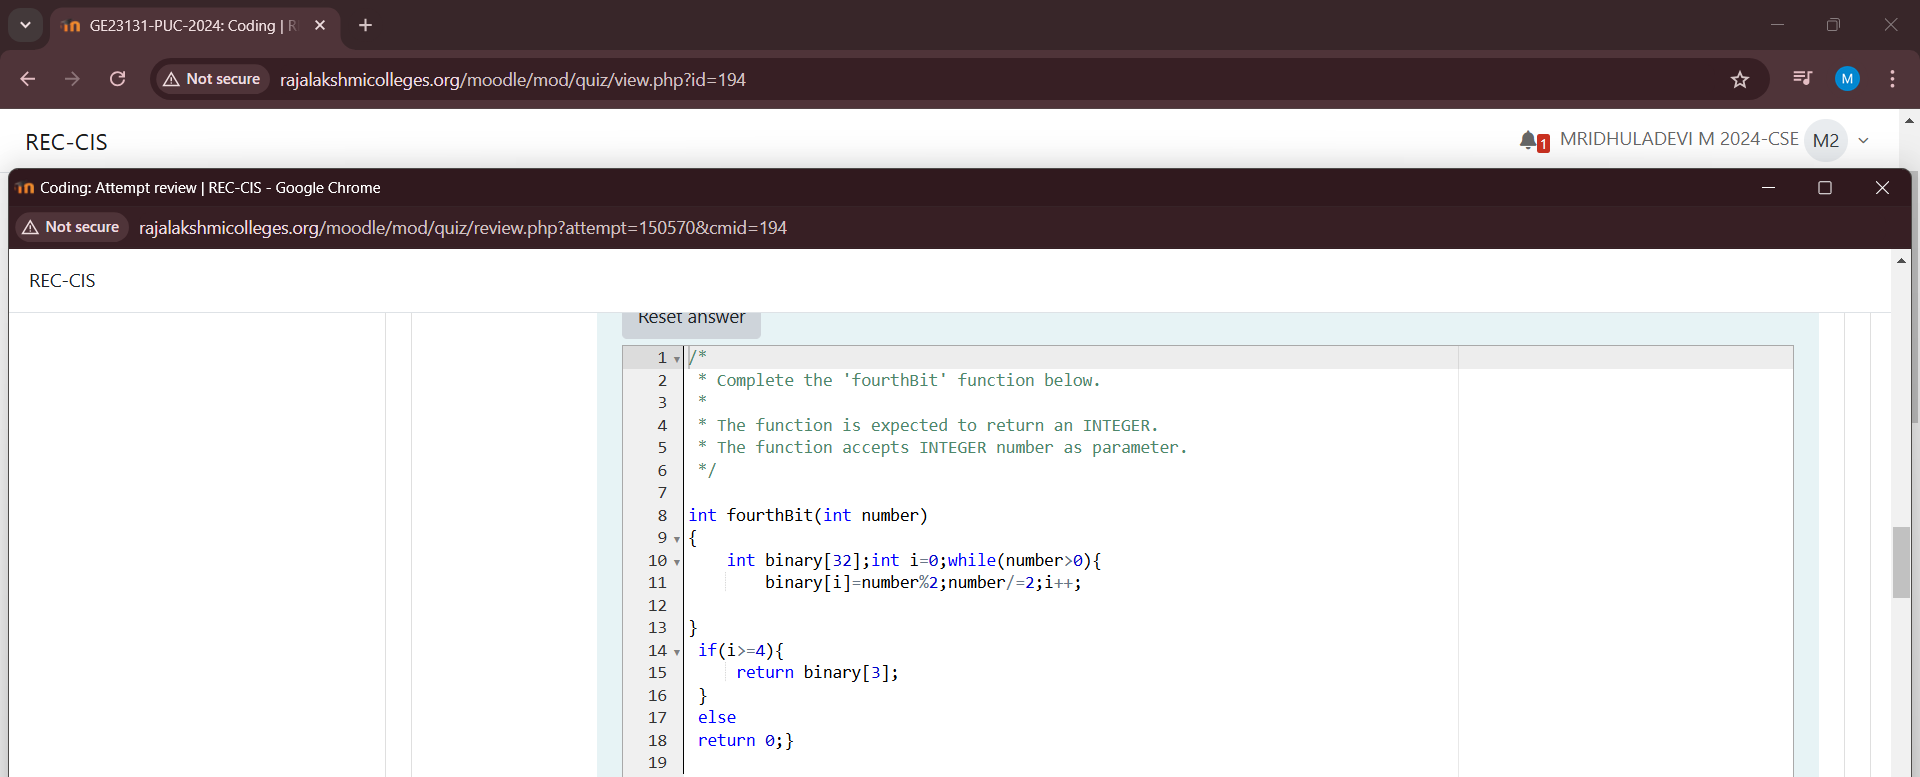 GE23131-PUC-2024: Coding | R
Not secure rajalakshmicolleges.org/moodle/mod/quiz/view.php?id=194 M
REC-CIS 1 MRIDHULADEVI M 2024-CSE M2
Coding: Attempt review | REC-CIS - Google Chrome
Not secure rajalakshmicolleges.org/moodle/mod/quiz/review.php?attempt=150570&cmid=194
REC-CIS
Reset answer
1 /*
2 * Complete the 'fourthBit' function below.
3 *
4 * The function is expected to return an INTEGER.
5 * The function accepts INTEGER number as parameter.
6 */
7
8 int fourthBit(int number)
9 {
10 int binary[32];int i=0;while(number>0){
11 binary[i]=number%2;number/=2;i++;
12
13 }
14 if(i>=4){
15 return binary[3];
16 }
17 else
18 return 0;}
19